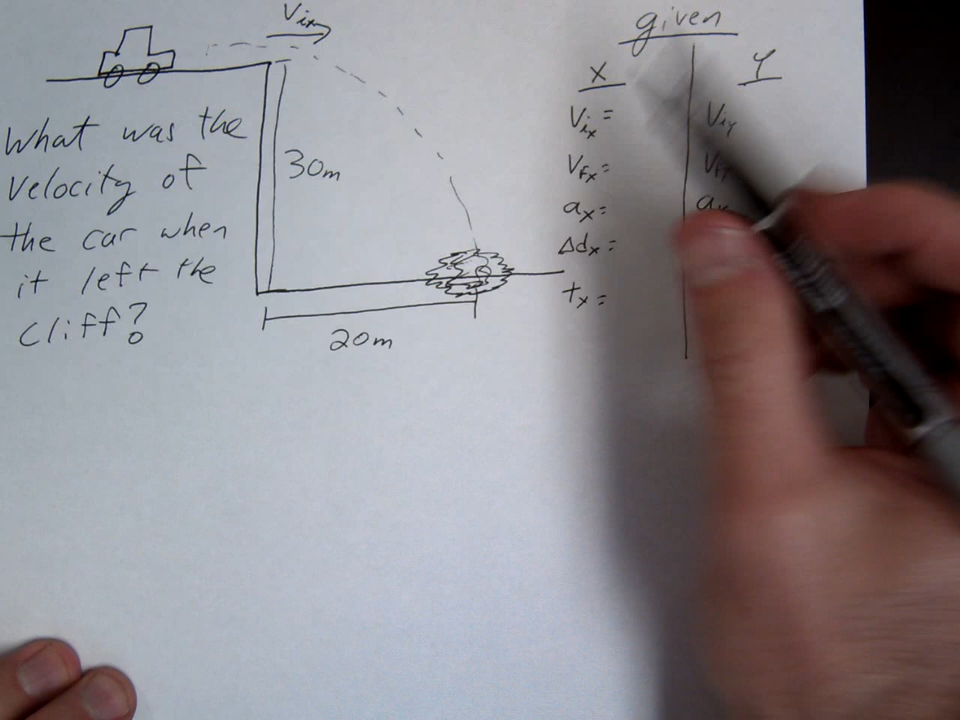 Vix
given
What was the
velocity of
the car when
it left the
cliff?
30m
20m
X
Y
Vix=
Vfx=
ax=
Δdx=
tx=
Viy